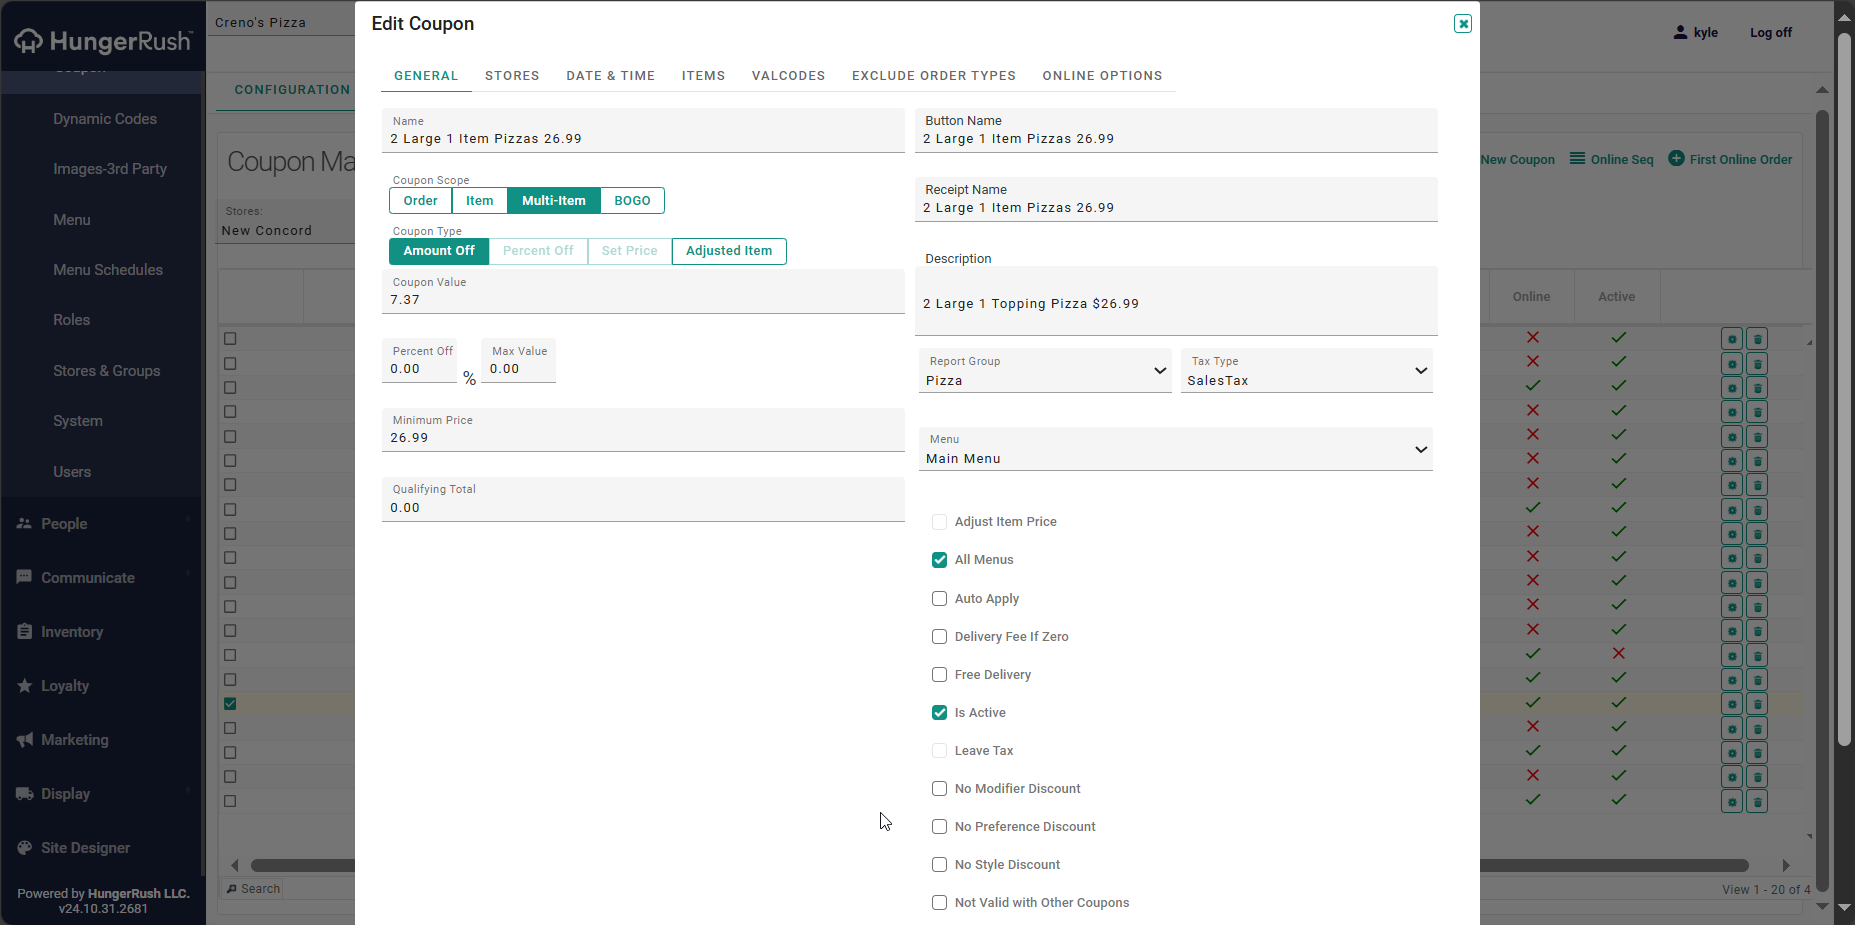 HungerRush
Coupon
Dynamic Codes
Images-3rd Party
Menu
Menu Schedules
Roles
Stores & Groups
System
Users
People
Communicate
Inventory
Loyalty
Marketing
Display
Site Designer
Powered by HungerRush LLC.
v24.10.31.2681
Creno's Pizza
kyle
Log off
CONFIGURATION
Coupon Ma
New Coupon
Online Seq
First Online Order
Stores:
New Concord
Online
Active
Search
View 1 - 20 of 4
Edit Coupon
GENERAL
STORES
DATE & TIME
ITEMS
VALCODES
EXCLUDE ORDER TYPES
ONLINE OPTIONS
Name
2 Large 1 Item Pizzas 26.99
Coupon Scope
Order
Item
Multi-Item
BOGO
Coupon Type
Amount Off
Percent Off
Set Price
Adjusted Item
Coupon Value
7.37
Percent Off
0.00
%
Max Value
0.00
Minimum Price
26.99
Qualifying Total
0.00
Button Name
2 Large 1 Item Pizzas 26.99
Receipt Name
2 Large 1 Item Pizzas 26.99
Description
2 Large 1 Topping Pizza $26.99
Report Group
Pizza
Tax Type
SalesTax
Menu
Main Menu
Adjust Item Price
All Menus
Auto Apply
Delivery Fee If Zero
Free Delivery
Is Active
Leave Tax
No Modifier Discount
No Preference Discount
No Style Discount
Not Valid with Other Coupons